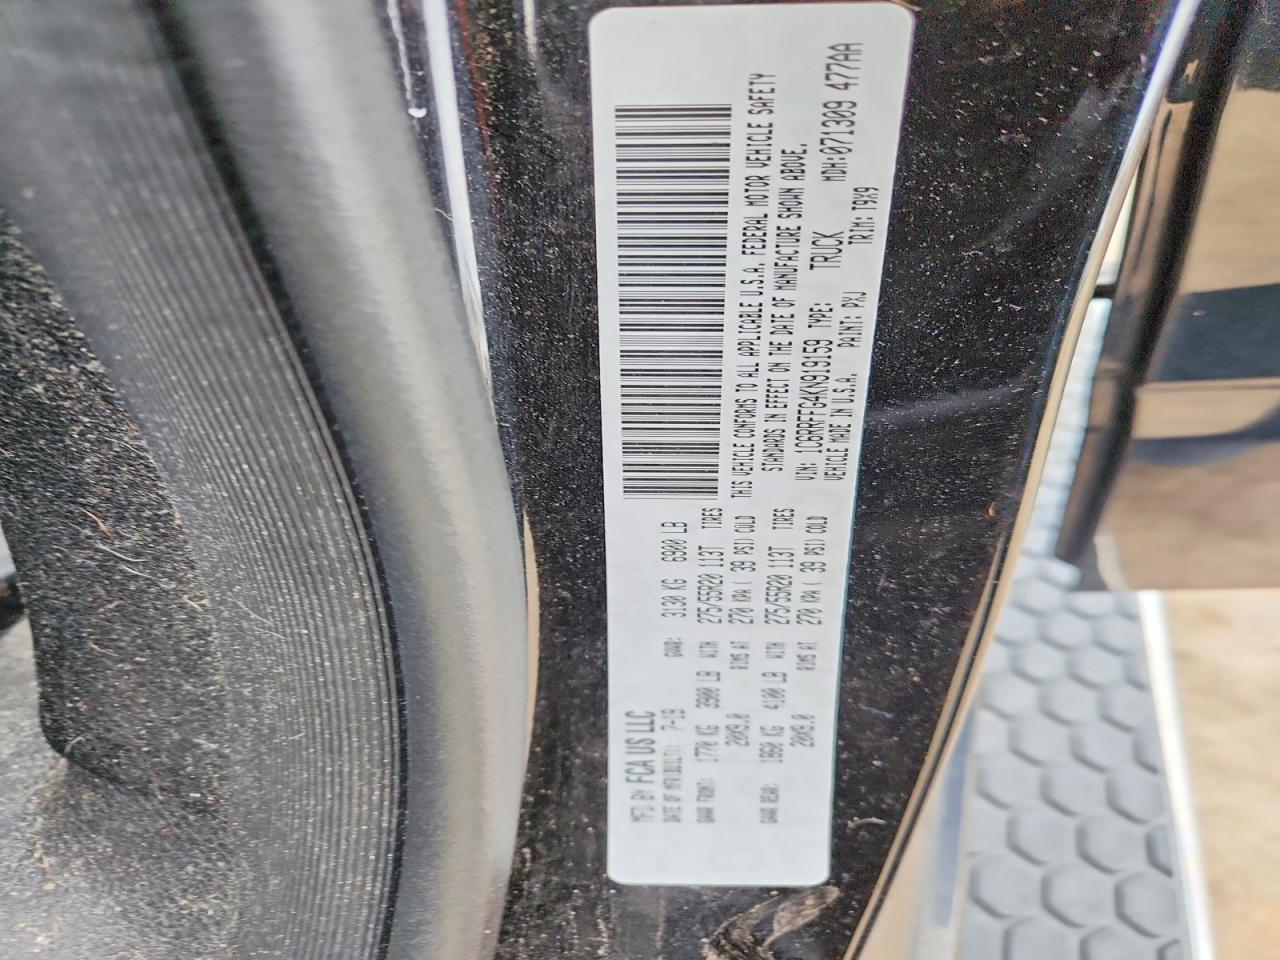 MFD BY FCA US LLC
DATE OF MFR(BUILT): 7-19 GVWR: 3130 KG 6900 LB
GAWR FRONT: 1770 KG 3900 LB WITH 275/55R20 113T TIRES
20X9.0 RIMS AT 270 KPA ( 39 PSI) COLD
GAWR REAR: 1860 KG 4100 LB WITH 275/55R20 113T TIRES
20X9.0 RIMS AT 270 KPA ( 39 PSI) COLD
THIS VEHICLE CONFORMS TO ALL APPLICABLE U.S.A. FEDERAL MOTOR VEHICLE SAFETY
STANDARDS IN EFFECT ON THE DATE OF MANUFACTURE SHOWN ABOVE.
VIN: 1C6RRFFG4KN919159 TYPE: TRUCK MDH:071309 477AA
VEHICLE MADE IN U.S.A. PAINT: PXJ TRIM: T9X9